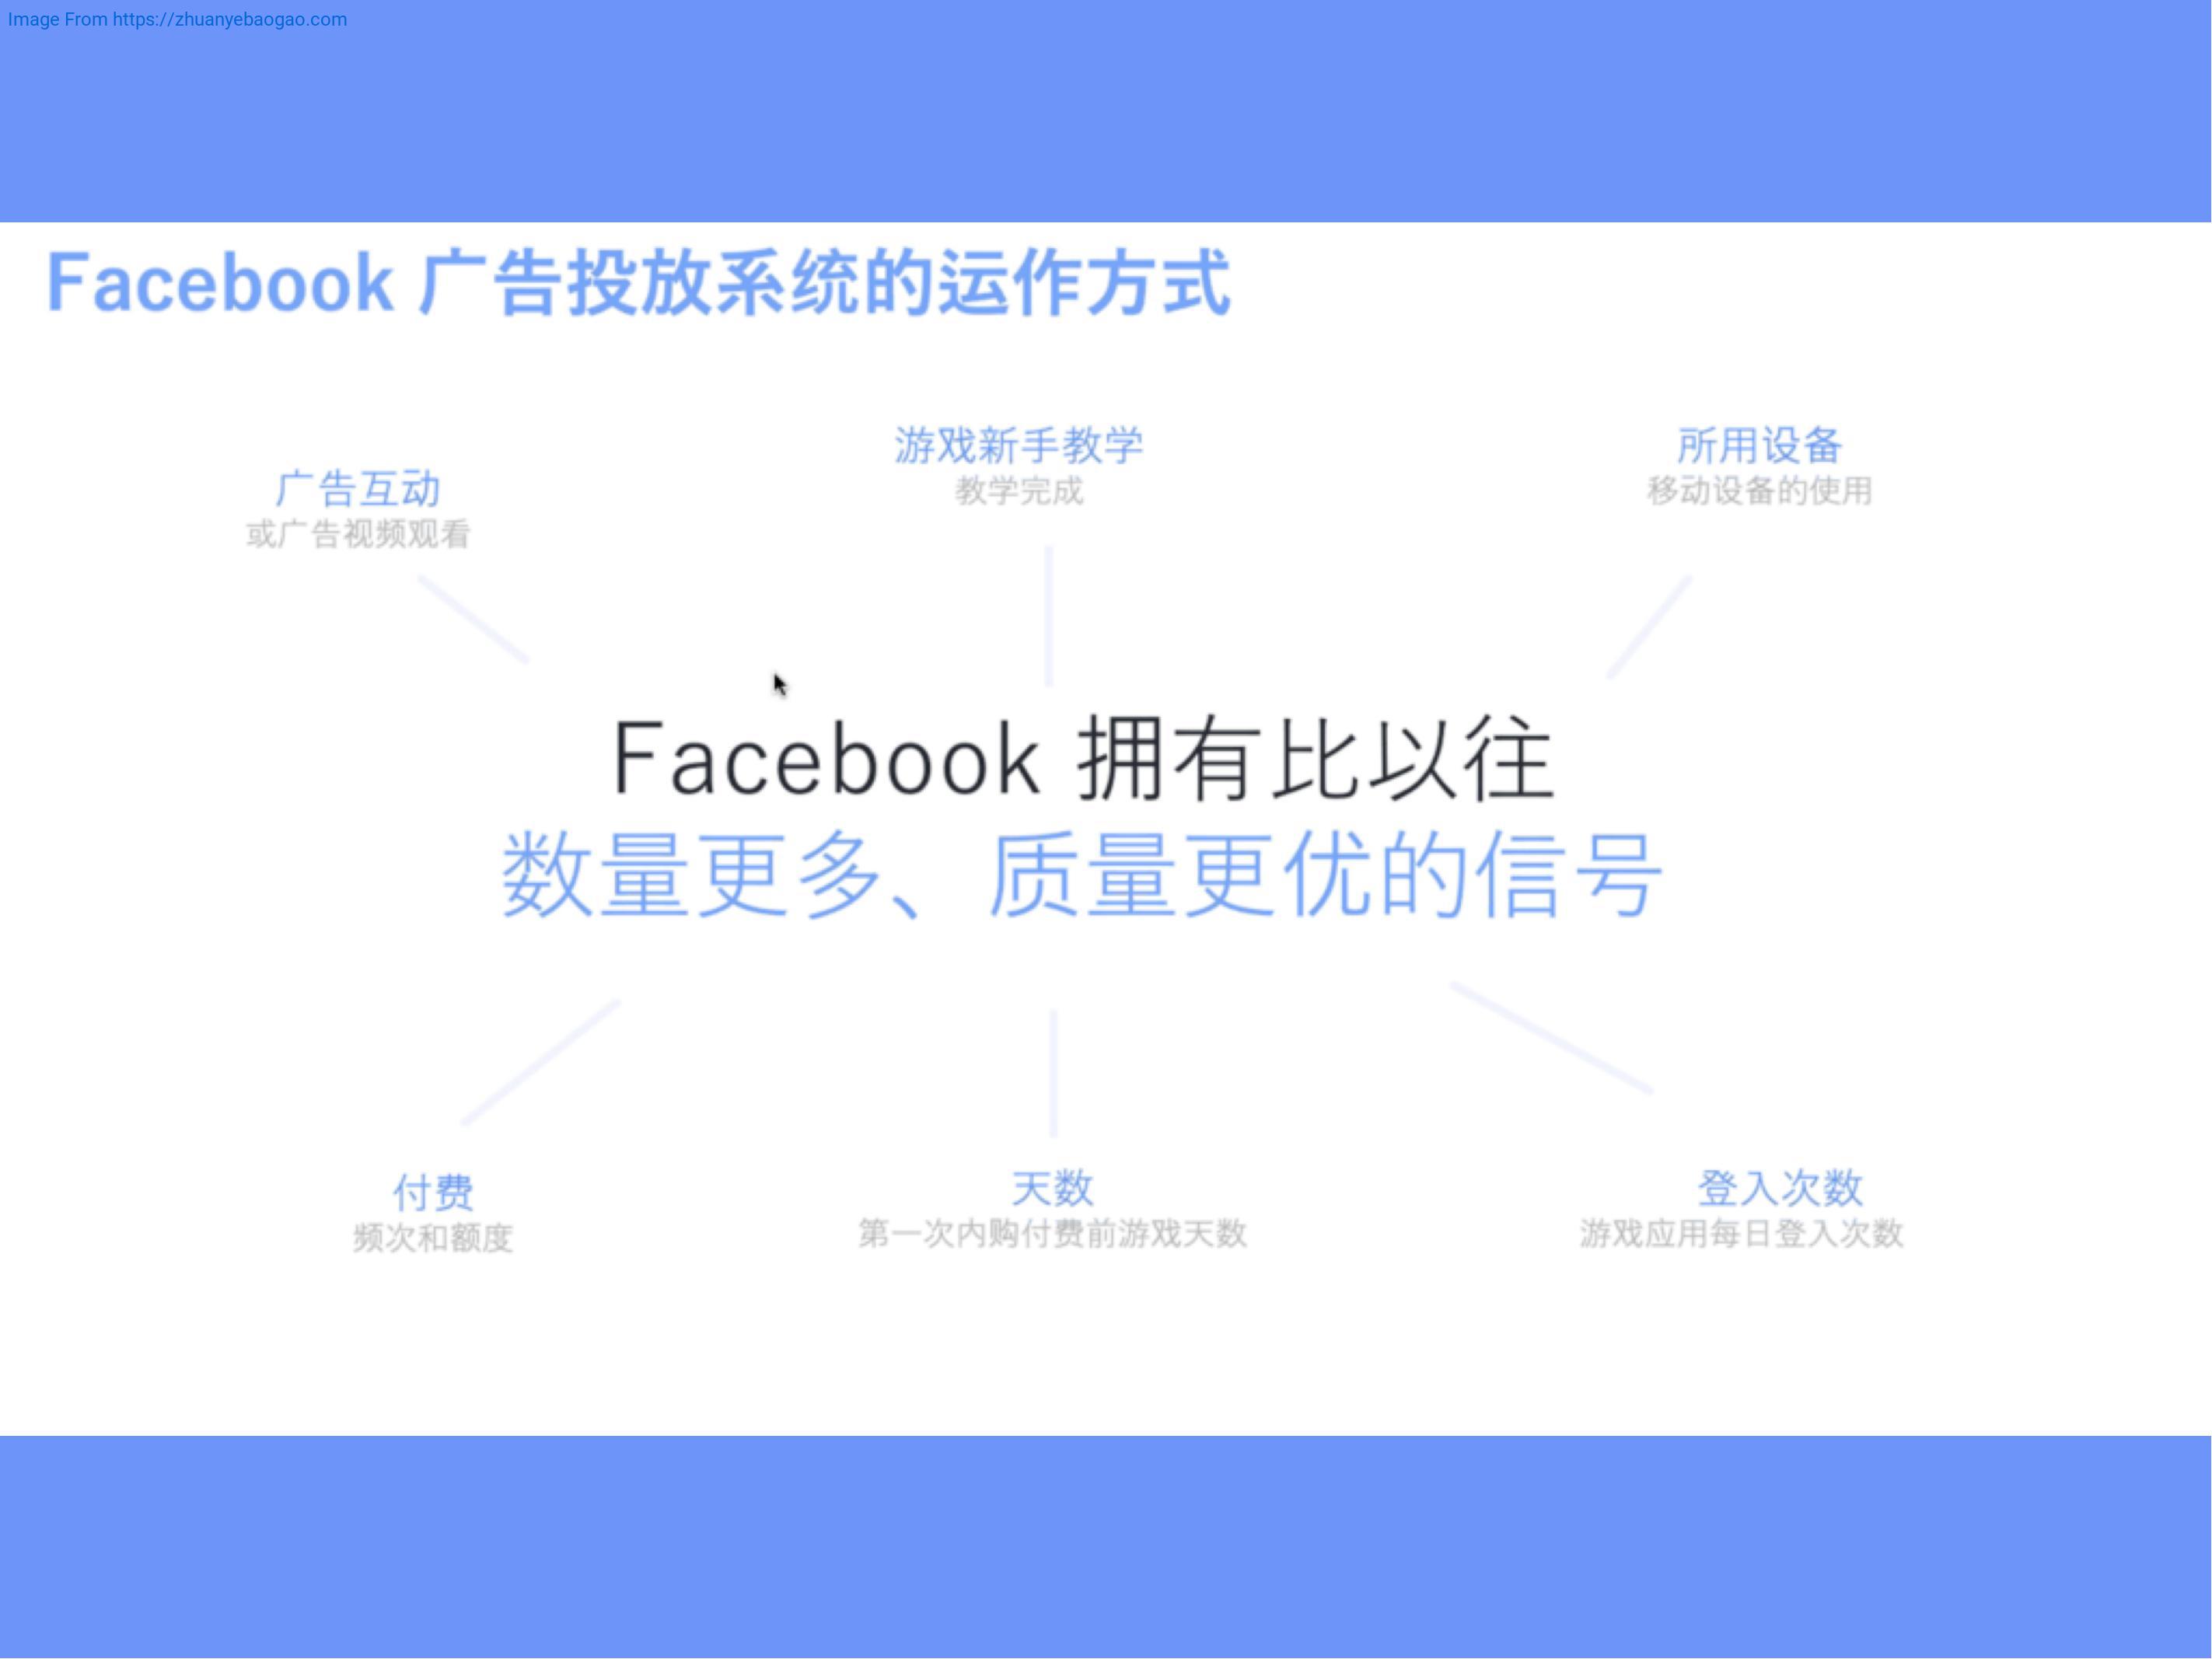 Image From https://zhuanyebaogao.com
Facebook 广告投放系统的运作方式
广告互动
或广告视频观看
游戏新手教学
教学完成
所用设备
移动设备的使用
Facebook 拥有比以往
数量更多、质量更优的信号
付费
频次和额度
天数
第一次内购付费前游戏天数
登入次数
游戏应用每日登入次数